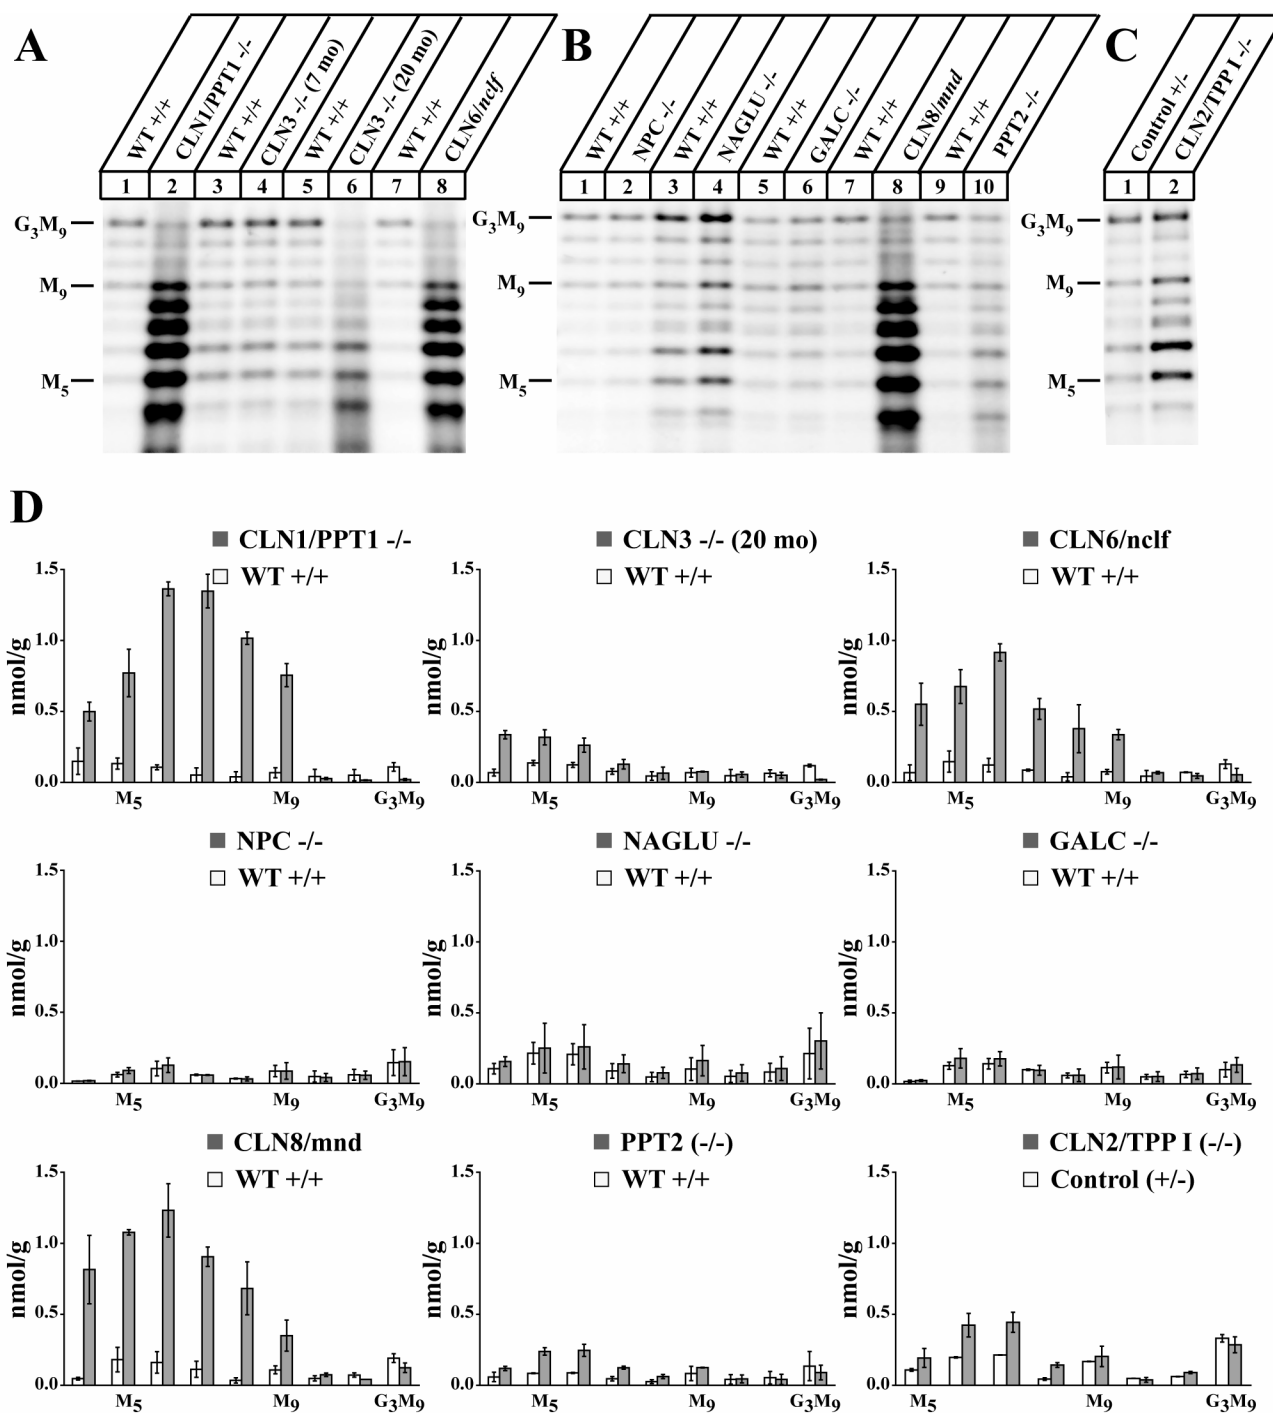 A
WT +/+
CLN1/PPT1 -/-
WT +/+
CLN3 -/- (7 mo)
WT +/+
CLN3 -/- (20 mo)
WT +/+
CLN6/nclf
1 2 3 4 5 6 7 8
G3M9
M9
M5
B
WT +/+
NPC -/-
WT +/+
NAGLU -/-
WT +/+
GALC -/-
WT +/+
CLN8/mnd
WT +/+
PPT2 -/-
1 2 3 4 5 6 7 8 9 10
G3M9
M9
M5
C
Control +/-
CLN2/TPP I -/-
1 2
G3M9
M9
M5
D
CLN1/PPT1 -/-
WT +/+
nmol/g
1.5
1.0
0.5
0.0
M5 M9 G3M9
CLN3 -/- (20 mo)
WT +/+
nmol/g
1.5
1.0
0.5
0.0
M5 M9 G3M9
CLN6/nclf
WT +/+
nmol/g
1.5
1.0
0.5
0.0
M5 M9 G3M9
NPC -/-
WT +/+
nmol/g
1.5
1.0
0.5
0.0
M5 M9 G3M9
NAGLU -/-
WT +/+
nmol/g
1.5
1.0
0.5
0.0
M5 M9 G3M9
GALC -/-
WT +/+
nmol/g
1.5
1.0
0.5
0.0
M5 M9 G3M9
CLN8/mnd
WT +/+
nmol/g
1.5
1.0
0.5
0.0
M5 M9 G3M9
PPT2 (-/-)
WT +/+
nmol/g
1.5
1.0
0.5
0.0
M5 M9 G3M9
CLN2/TPP I (-/-)
Control (+/-)
nmol/g
1.5
1.0
0.5
0.0
M5 M9 G3M9